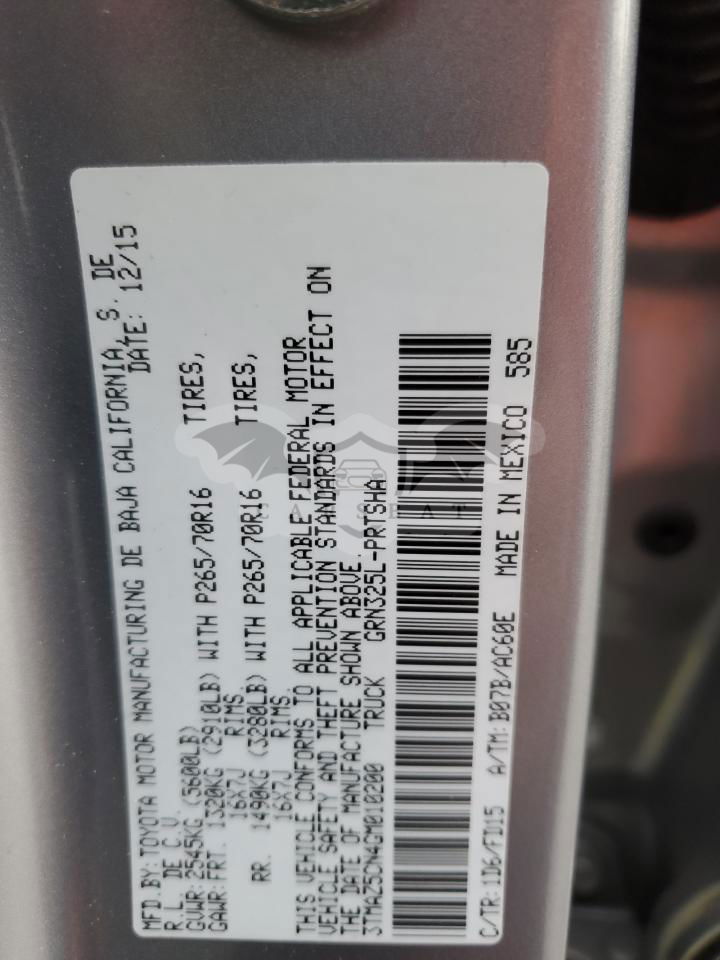 MFD.BY:TOYOTA MOTOR MANUFACTURING DE BAJA CALIFORNIA, S. DE
R.L. DE C.V. DATE: 12/15
GVWR:2545KG (5600LB)
GAWR:FRT. 1320KG (2910LB) WITH P265/70R16 TIRES,
16X7J RIMS.
RR. 1490KG (3280LB) WITH P265/70R16 TIRES,
16X7J RIMS.
THIS VEHICLE CONFORMS TO ALL APPLICABLE FEDERAL MOTOR
VEHICLE SAFETY AND THEFT PREVENTION STANDARDS IN EFFECT ON
THE DATE OF MANUFACTURE SHOWN ABOVE.
3TMAZ5CN4GM010200 TRUCK GRN325L-PRTSHA
C/TR:1D6/FD15 A/TM:B07B/AC60E MADE IN MEXICO 585